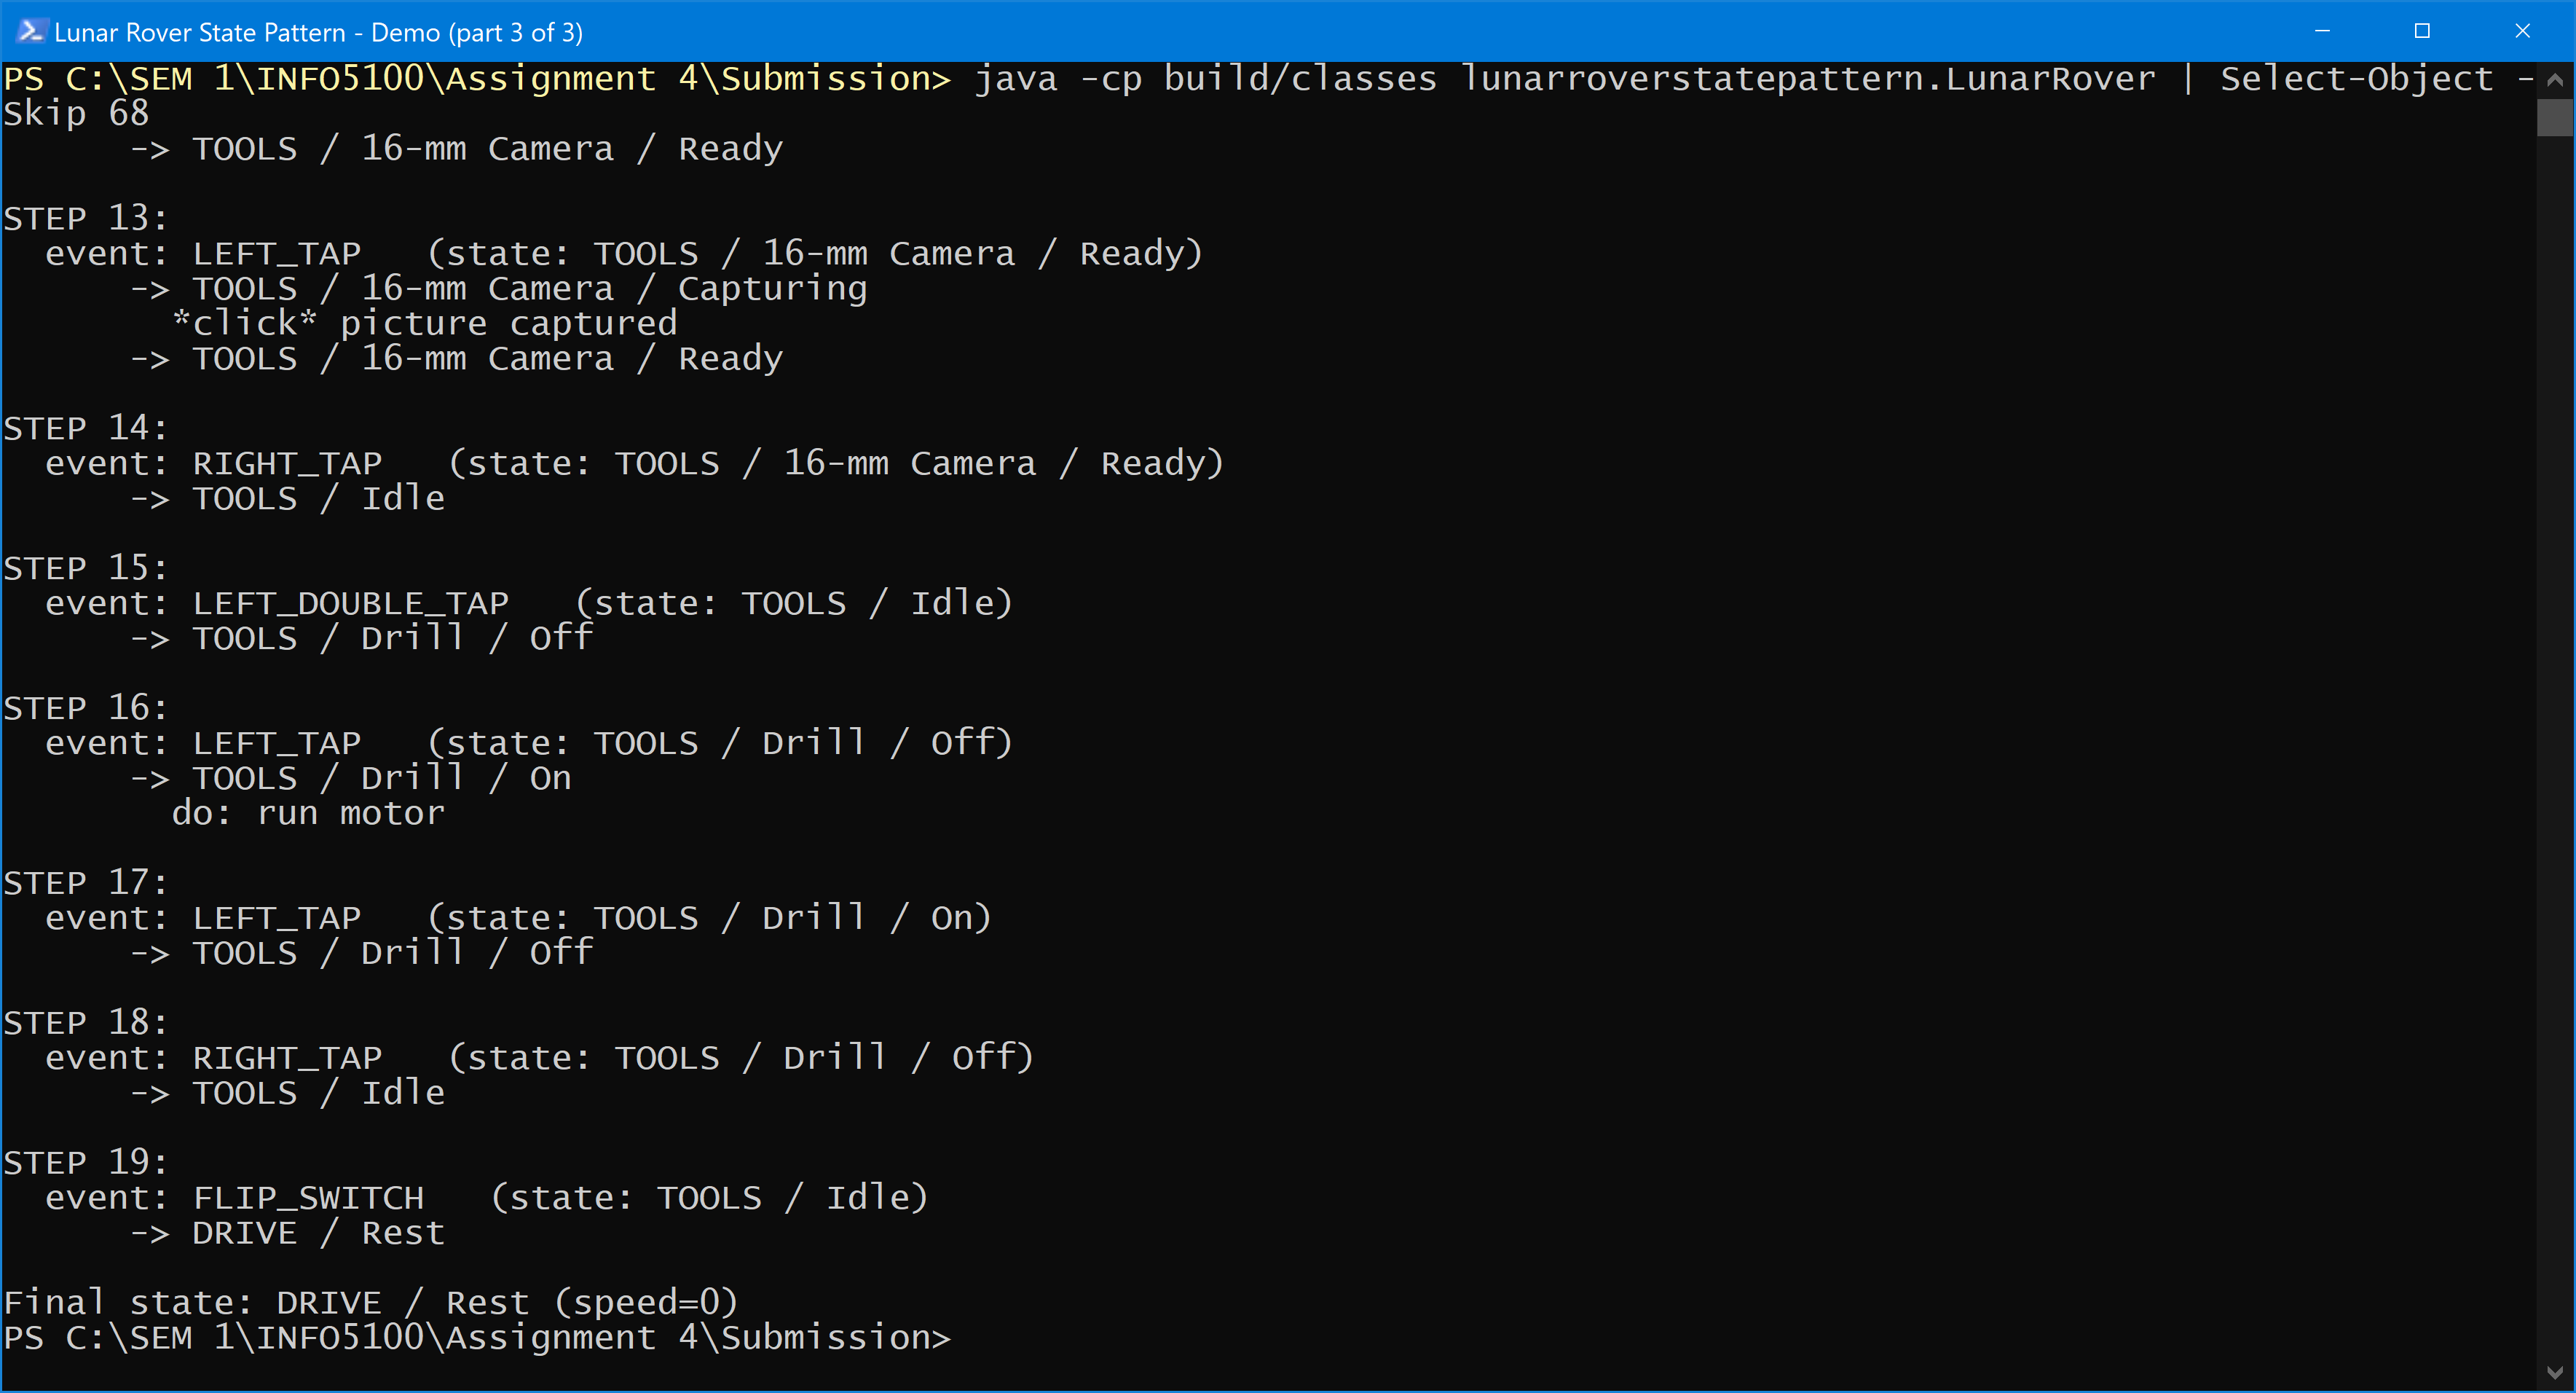 Lunar Rover State Pattern - Demo (part 3 of 3)
PS C:\SEM 1\INFO5100\Assignment 4\Submission> java -cp build/classes lunarroverstatepattern.LunarRover | Select-Object -
Skip 68
      -> TOOLS / 16-mm Camera / Ready
STEP 13:
  event: LEFT_TAP   (state: TOOLS / 16-mm Camera / Ready)
      -> TOOLS / 16-mm Camera / Capturing
        *click* picture captured
      -> TOOLS / 16-mm Camera / Ready
STEP 14:
  event: RIGHT_TAP   (state: TOOLS / 16-mm Camera / Ready)
      -> TOOLS / Idle
STEP 15:
  event: LEFT_DOUBLE_TAP   (state: TOOLS / Idle)
      -> TOOLS / Drill / Off
STEP 16:
  event: LEFT_TAP   (state: TOOLS / Drill / Off)
      -> TOOLS / Drill / On
        do: run motor
STEP 17:
  event: LEFT_TAP   (state: TOOLS / Drill / On)
      -> TOOLS / Drill / Off
STEP 18:
  event: RIGHT_TAP   (state: TOOLS / Drill / Off)
      -> TOOLS / Idle
STEP 19:
  event: FLIP_SWITCH   (state: TOOLS / Idle)
      -> DRIVE / Rest
Final state: DRIVE / Rest (speed=0)
PS C:\SEM 1\INFO5100\Assignment 4\Submission>